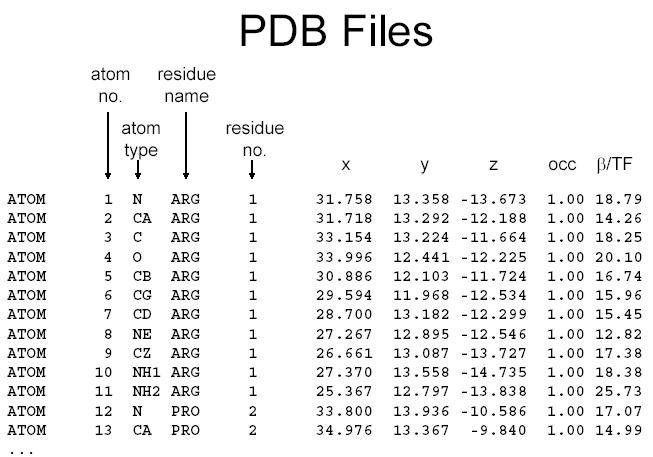 PDB Files
atom residue
no. name
atom residue
type no.
x y z occ β/TF
ATOM 1 N ARG 1 31.758 13.358 -13.673 1.00 18.79
ATOM 2 CA ARG 1 31.718 13.292 -12.188 1.00 14.26
ATOM 3 C ARG 1 33.154 13.224 -11.664 1.00 18.25
ATOM 4 O ARG 1 33.996 12.441 -12.225 1.00 20.10
ATOM 5 CB ARG 1 30.886 12.103 -11.724 1.00 16.74
ATOM 6 CG ARG 1 29.594 11.968 -12.534 1.00 15.96
ATOM 7 CD ARG 1 28.700 13.182 -12.299 1.00 15.45
ATOM 8 NE ARG 1 27.267 12.895 -12.546 1.00 12.82
ATOM 9 CZ ARG 1 26.661 13.087 -13.727 1.00 17.38
ATOM 10 NH1 ARG 1 27.370 13.558 -14.735 1.00 18.38
ATOM 11 NH2 ARG 1 25.367 12.797 -13.838 1.00 25.73
ATOM 12 N PRO 2 33.800 13.936 -10.586 1.00 17.07
ATOM 13 CA PRO 2 34.976 13.367 -9.840 1.00 14.99
...